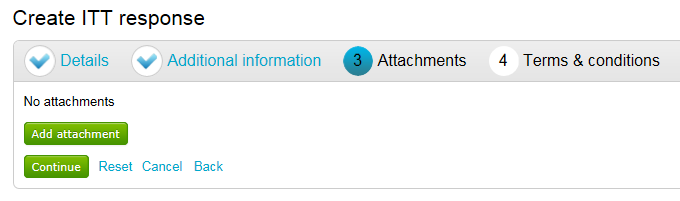 Create ITT response
Details Additional information 3 Attachments 4 Terms & conditions
No attachments
Add attachment
Continue Reset Cancel Back